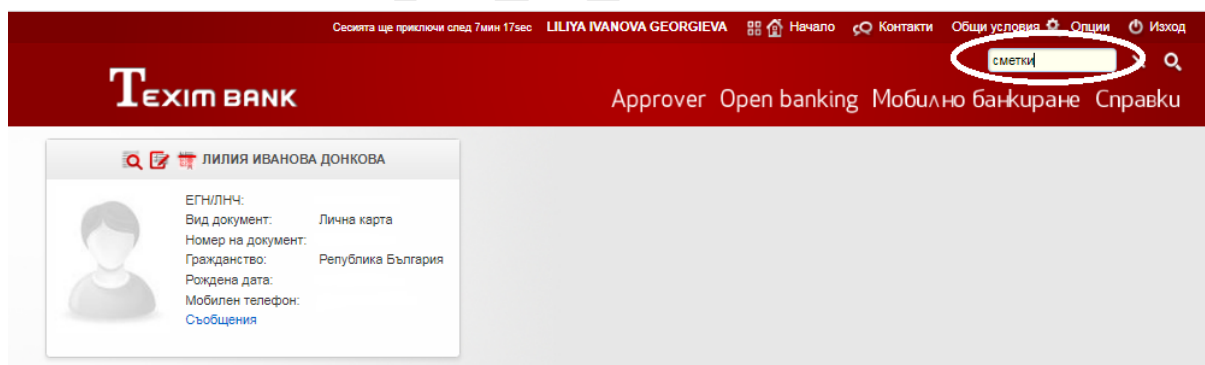 Сесията ще приключи след 7мин 17sec LILIYA IVANOVA GEORGIEVA Начало Контакти Общи условия Опции Изход
сметки
TEXIM BANK
Approver Open banking Мобилно банкиране Справки
ЛИЛИЯ ИВАНОВА ДОНКОВА
ЕГН/ЛНЧ:
Вид документ: Лична карта
Номер на документ:
Гражданство: Република България
Рождена дата:
Мобилен телефон:
Съобщения